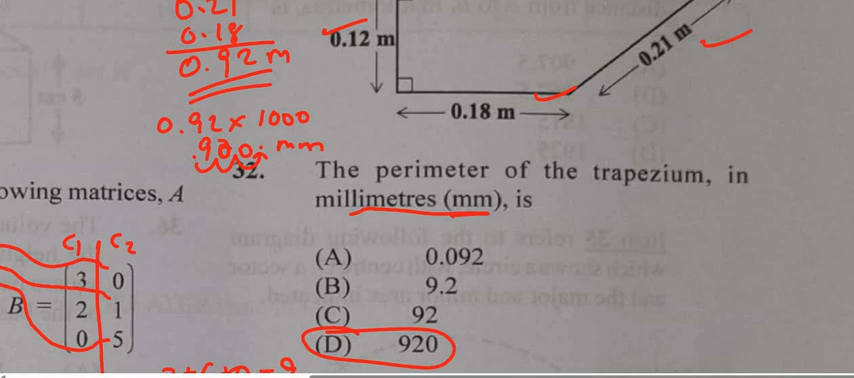 0.21
0.18
0.92 m
0.92 x 1000
920. mm
0.12 m
0.21 m
0.18 m
32. The perimeter of the trapezium, in
millimetres (mm), is
(A) 0.092
(B) 9.2
(C) 92
(D) 920
owing matrices, A
C1 C2
3 0
B = 2 1
0 5